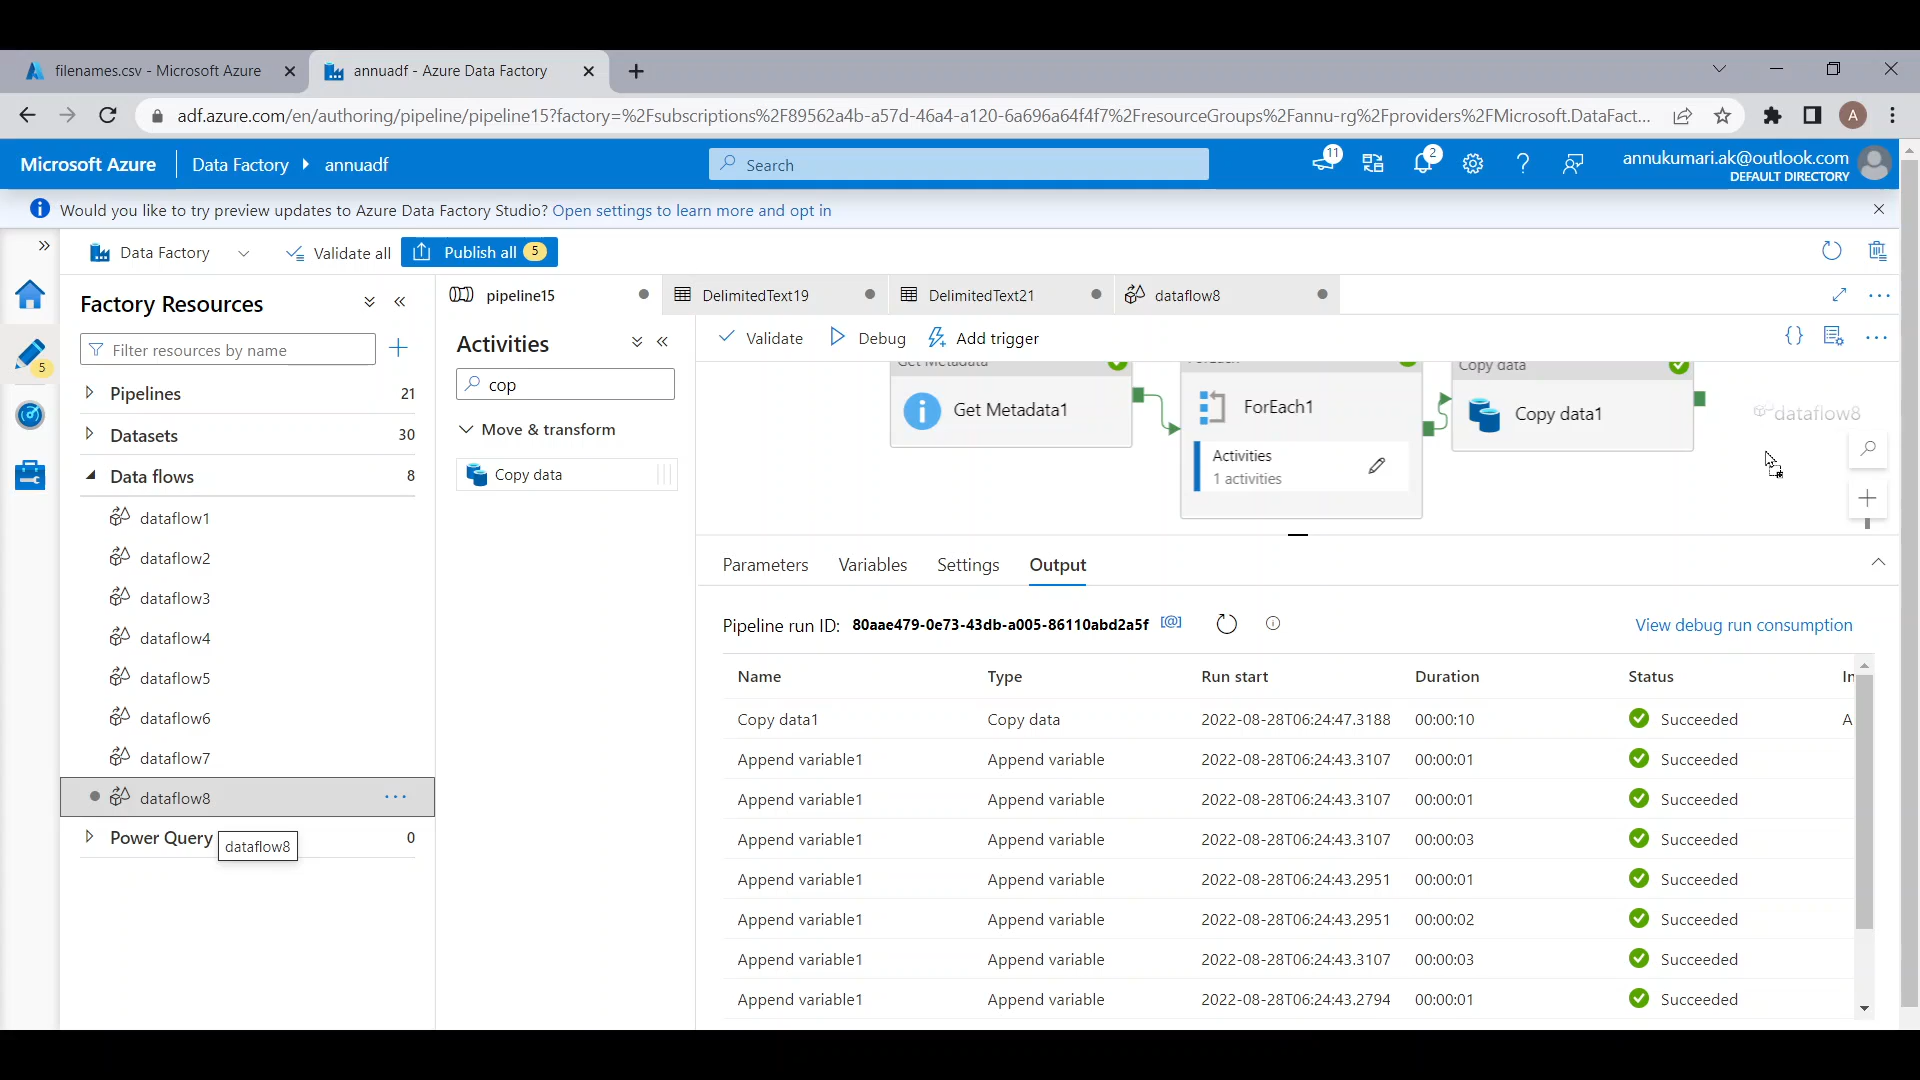 filenames.csv - Microsoft Azure
annuadf - Azure Data Factory
adf.azure.com/en/authoring/pipeline/pipeline15?factory=%2Fsubscriptions%2F89562a4b-a57d-46a4-a120-6a696a64f4f7%2FresourceGroups%2Fannu-rg%2Fproviders%2FMicrosoft.DataFact...
A
Microsoft Azure
Data Factory
annuadf
Search
11
2
annukumari.ak@outlook.com
DEFAULT DIRECTORY
Would you like to try preview updates to Azure Data Factory Studio? Open settings to learn more and opt in
Data Factory
Validate all
Publish all 5
5
Factory Resources
Filter resources by name
Pipelines 21
Datasets 30
Data flows 8
dataflow1
dataflow2
dataflow3
dataflow4
dataflow5
dataflow6
dataflow7
dataflow8
Power Query 0
dataflow8
pipeline15
DelimitedText19
DelimitedText21
dataflow8
Activities
cop
Move & transform
Copy data
Validate
Debug
Add trigger
Get Metadata
Get Metadata1
ForEach
ForEach1
Activities
1 activities
Copy data
Copy data1
dataflow8
Parameters
Variables
Settings
Output
Pipeline run ID: 80aae479-0e73-43db-a005-86110abd2a5f
View debug run consumption
Name Type Run start Duration Status In
Copy data1 Copy data 2022-08-28T06:24:47.3188 00:00:10 Succeeded A
Append variable1 Append variable 2022-08-28T06:24:43.3107 00:00:01 Succeeded
Append variable1 Append variable 2022-08-28T06:24:43.3107 00:00:01 Succeeded
Append variable1 Append variable 2022-08-28T06:24:43.3107 00:00:03 Succeeded
Append variable1 Append variable 2022-08-28T06:24:43.2951 00:00:01 Succeeded
Append variable1 Append variable 2022-08-28T06:24:43.2951 00:00:02 Succeeded
Append variable1 Append variable 2022-08-28T06:24:43.3107 00:00:03 Succeeded
Append variable1 Append variable 2022-08-28T06:24:43.2794 00:00:01 Succeeded